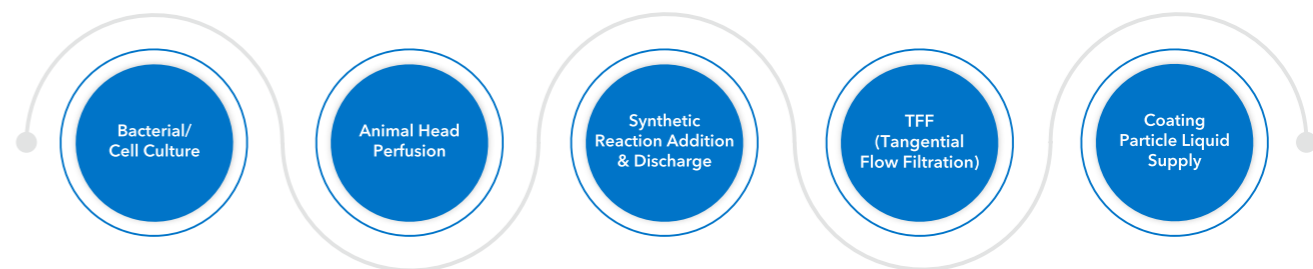 Bacterial/
Cell Culture
Animal Head
Perfusion
Synthetic
Reaction Addition
& Discharge
TFF
(Tangential
Flow Filtration)
Coating
Particle Liquid
Supply